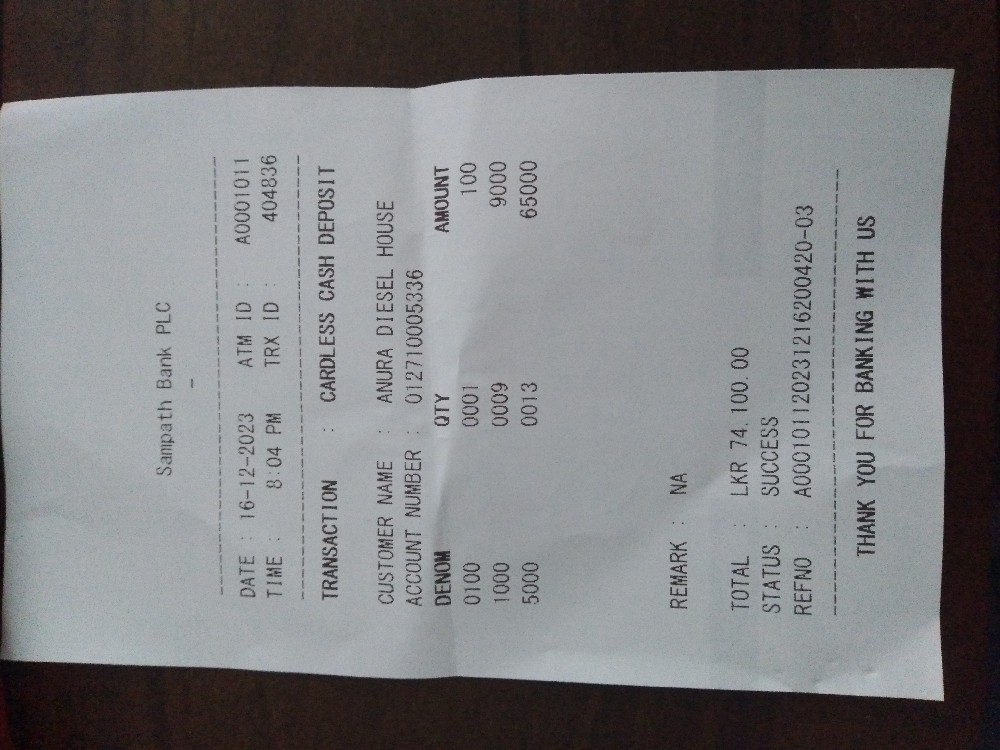 Sampath Bank PLC
-
DATE : 16-12-2023 ATM ID : A0001011
TIME : 8:04 PM TRX ID : 404836
TRANSACTION : CARDLESS CASH DEPOSIT
CUSTOMER NAME : ANURA DIESEL HOUSE
ACCOUNT NUMBER : 012710005336
DENOM QTY AMOUNT
0100 0001 100
1000 0009 9000
5000 0013 65000
REMARK : NA
TOTAL : LKR 74,100.00
STATUS : SUCCESS
REFNO : A000101120231216200420-03
THANK YOU FOR BANKING WITH US